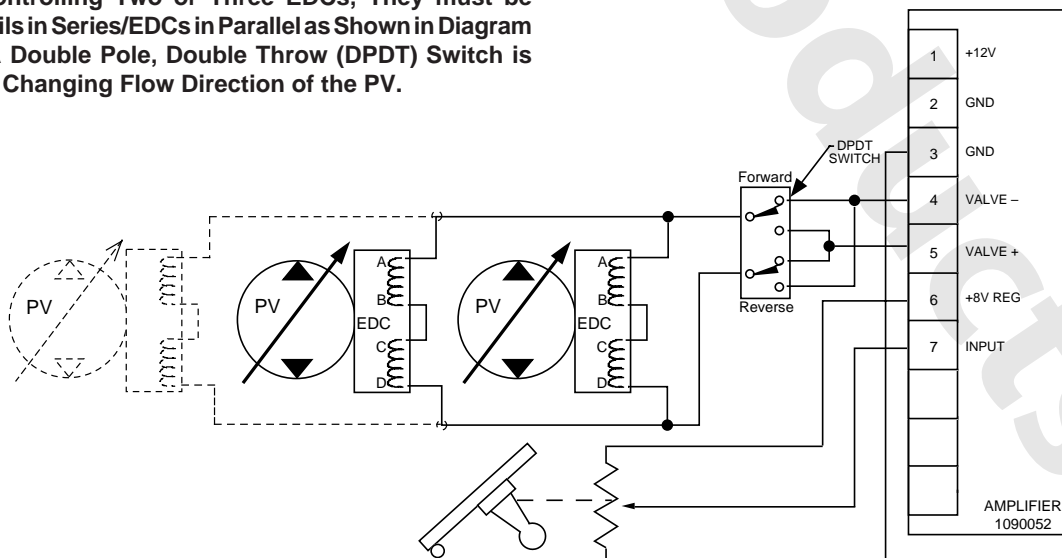 ontrolling Two or Three EDCs, They must be
ils in Series/EDCs in Parallel as Shown in Diagram
Double Pole, Double Throw (DPDT) Switch is
Changing Flow Direction of the PV.
1 +12V
2 GND
3 GND
DPDT
SWITCH
Forward
4 VALVE –
5 VALVE +
Reverse
6 +8V REG
7 INPUT
PV
PV
A
B
EDC
C
D
PV
A
B
EDC
C
D
AMPLIFIER
1090052
oducts